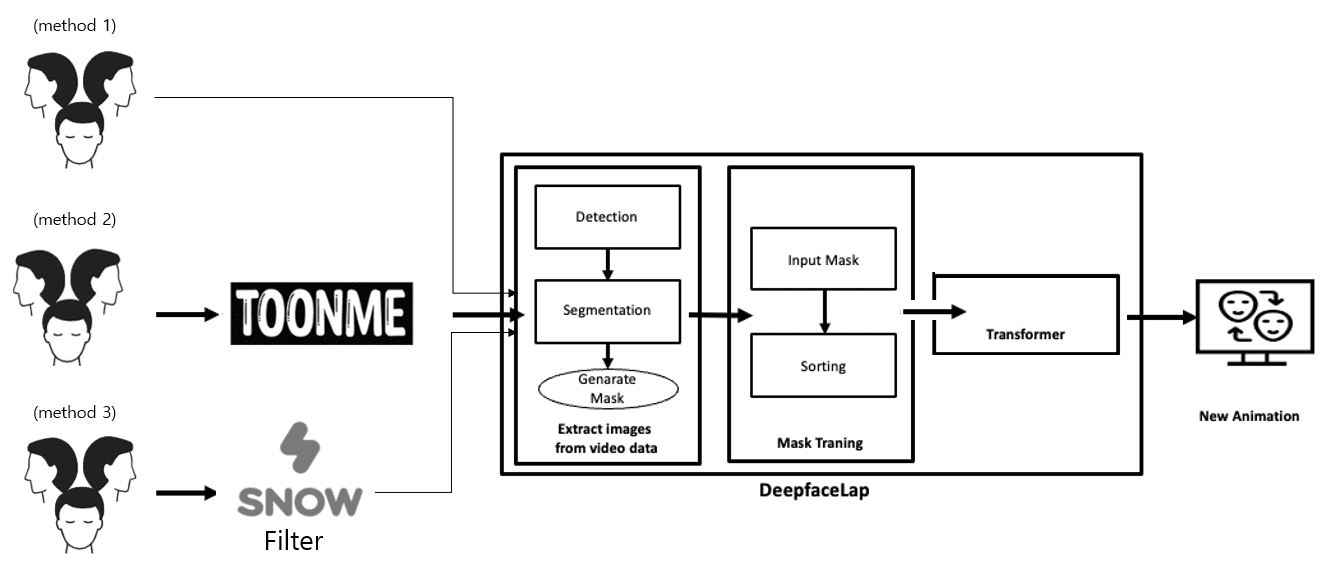 (method 1)
(method 2)
TOONME
(method 3)
SNOW
Filter
Detection
Segmentation
Genarate
Mask
Extract images
from video data
Input Mask
Sorting
Mask Traning
Transformer
DeepfaceLap
New Animation